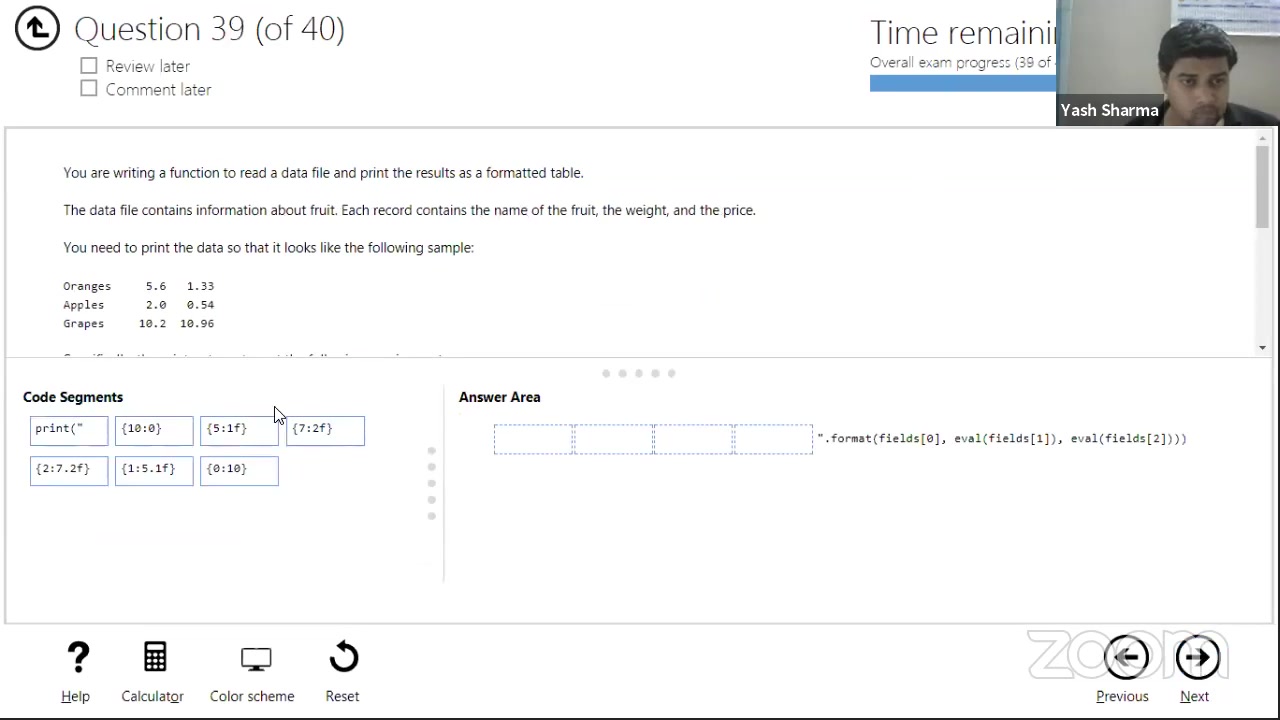 Question 39 (of 40)
Review later
Comment later
Overall exam progress (39 of
Yash Sharma
You are writing a function to read a data file and print the results as a formatted table.
The data file contains information about fruit. Each record contains the name of the fruit, the weight, and the price.
You need to print the data so that it looks like the following sample:
Oranges 5.6 1.33
Apples 2.0 0.54
Grapes 10.2 10.96
Code Segments
print("
{10:0}
{5:1f}
{7:2f}
{2:7.2f}
{1:5.1f}
{0:10}
Answer Area
".format(fields[0], eval(fields[1]), eval(fields[2])))
?
Help
Calculator
Color scheme
Reset
zoom
Previous
Next